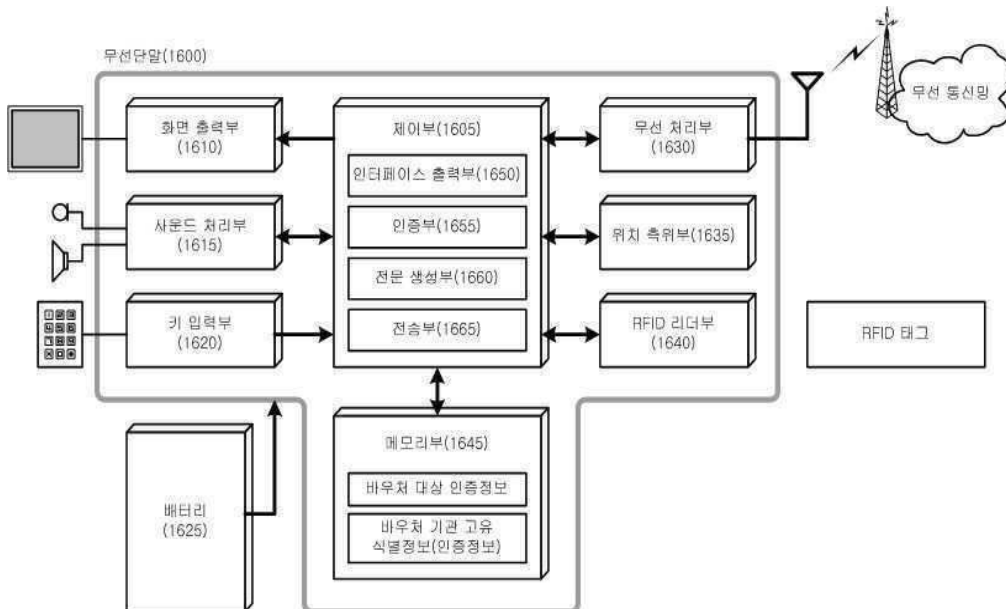 무선단말(1600)
화면 출력부
(1610)
사운드 처리부
(1615)
키 입력부
(1620)
배터리
(1625)
제어부(1605)
인터페이스 출력부(1650)
인증부(1655)
전문 생성부(1660)
전송부(1665)
메모리부(1645)
바우처 대상 인증정보
바우처 기관 고유
식별정보(인증정보)
무선 처리부
(1630)
위치 측위부(1635)
RFID 리더부
(1640)
무선 통신망
RFID 태그